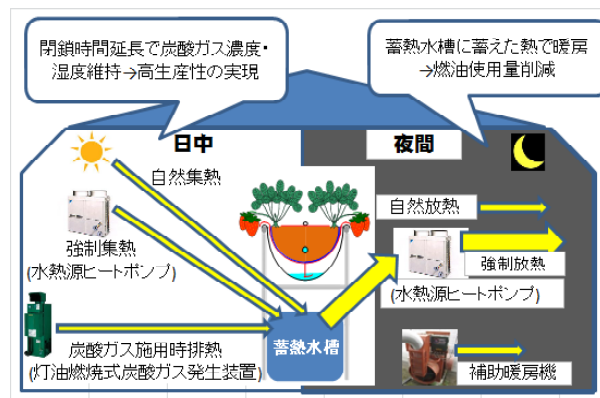 閉鎖時間延長で炭酸ガス濃度・
湿度維持→高生産性の実現
蓄熱水槽に蓄えた熱で暖房
→燃油使用量削減
日中
夜間
自然集熱
強制集熱
(水熱源ヒートポンプ)
炭酸ガス施用時排熱
(灯油燃焼式炭酸ガス発生装置)
蓄熱水槽
自然放熱
強制放熱
(水熱源ヒートポンプ)
補助暖房機